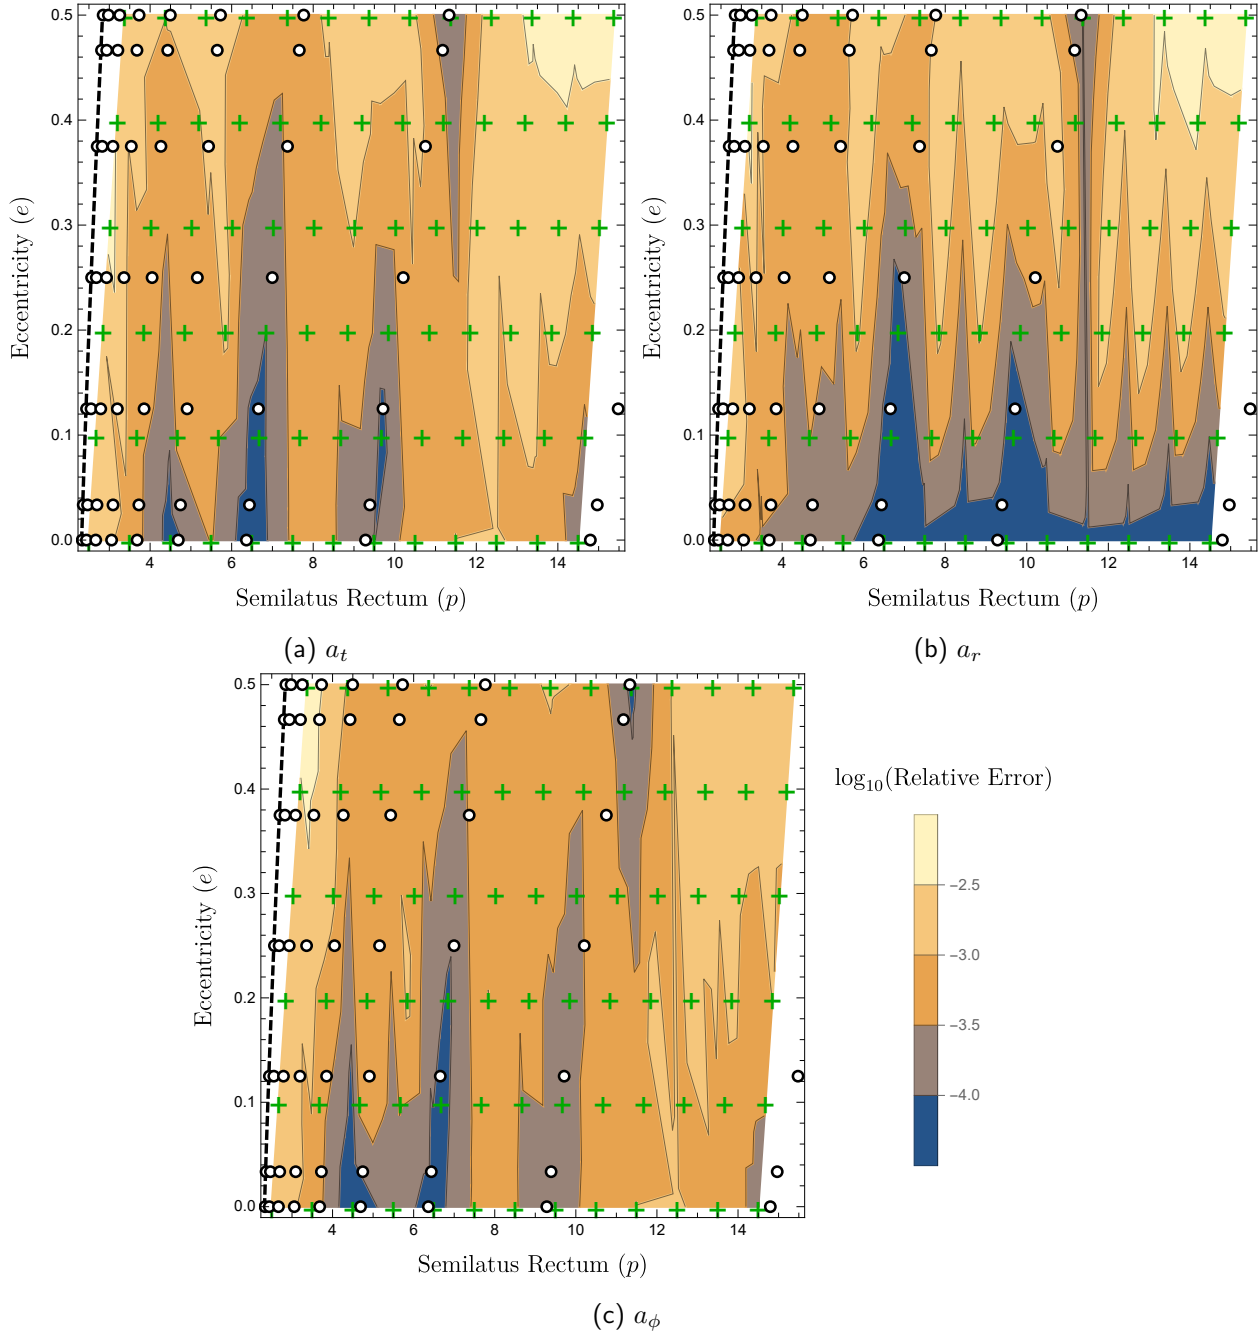 0.5
0.4
0.3
0.2
0.1
0.0
Eccentricity (e)
4 6 8 10 12 14
Semilatus Rectum (p)
(a) a_t
Eccentricity (e)
0.5
0.4
0.3
0.2
0.1
0.0
4 6 8 10 12 14
Semilatus Rectum (p)
(b) a_r
Eccentricity (e)
0.5
0.4
0.3
0.2
0.1
0.0
4 6 8 10 12 14
Semilatus Rectum (p)
(c) a_ϕ
log₁₀(Relative Error)
−2.5
−3.0
−3.5
−4.0